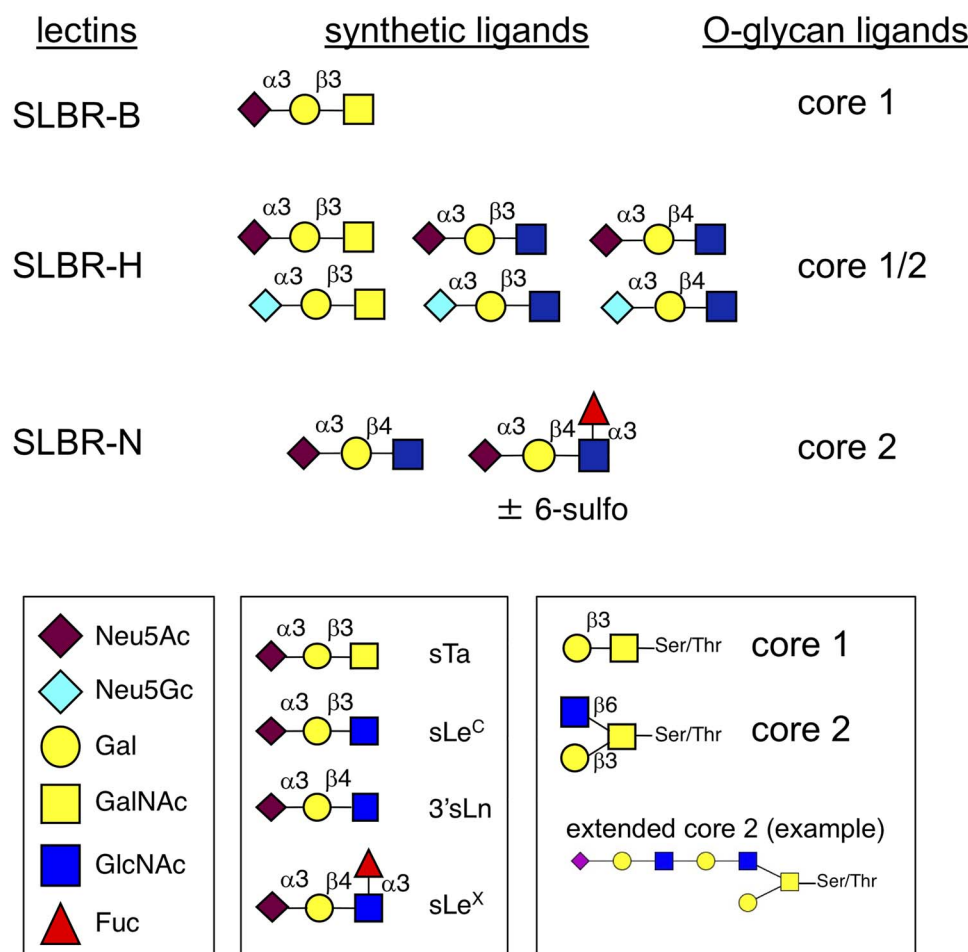 lectins synthetic ligands O-glycan ligands
α3 β3
SLBR-B core 1
α3 β3 α3 β3 α3 β4
SLBR-H core 1/2
α3 β3 α3 β3 α3 β4
SLBR-N α3 β4 α3 β4 α3 core 2
± 6-sulfo
Neu5Ac
Neu5Gc
Gal
GalNAc
GlcNAc
Fuc
α3 β3
sTa
α3 β3
sLeC
α3 β4
3'sLn
α3 β4 α3
sLeX
β3
Ser/Thr core 1
β6
Ser/Thr core 2
β3
extended core 2 (example)
Ser/Thr